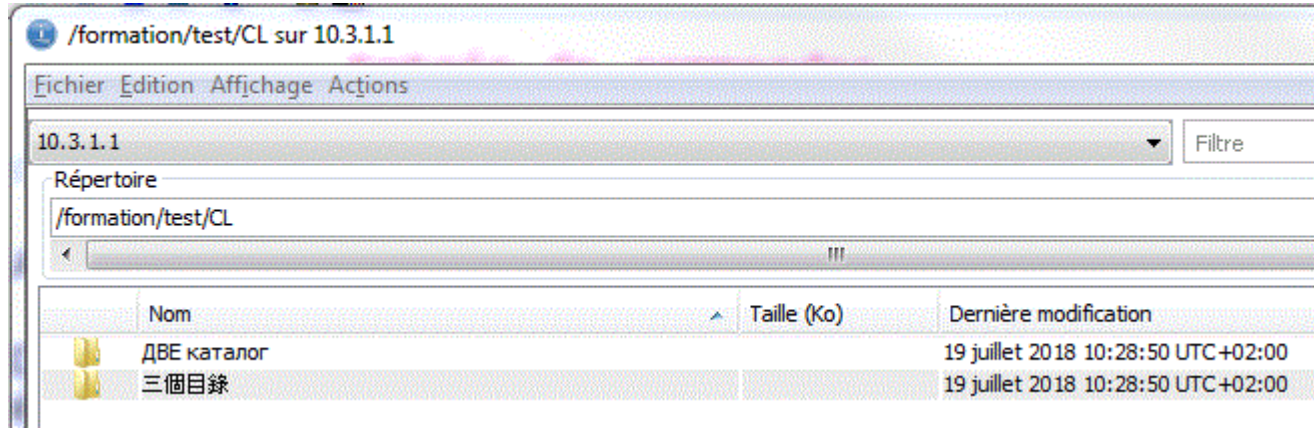 /formation/test/CL sur 10.3.1.1
Fichier Edition Affichage Actions
10.3.1.1 Filtre
Répertoire
/formation/test/CL
Nom Taille (Ko) Dernière modification
ДВЕ каталог 19 juillet 2018 10:28:50 UTC+02:00
三個目錄 19 juillet 2018 10:28:50 UTC+02:00